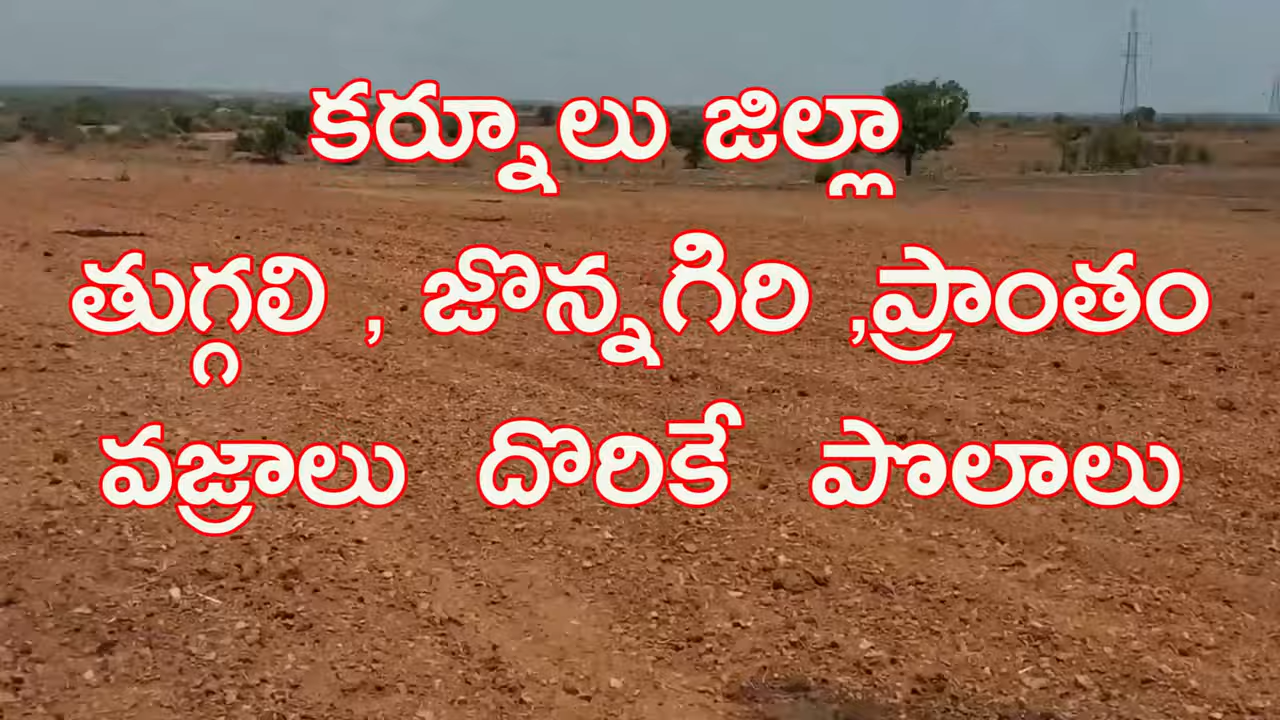 కర్నూలు జిల్లా
తుగ్గలి , జొన్నగిరి ,ప్రాంతం
వజ్రాలు దొరికే పొలాలు